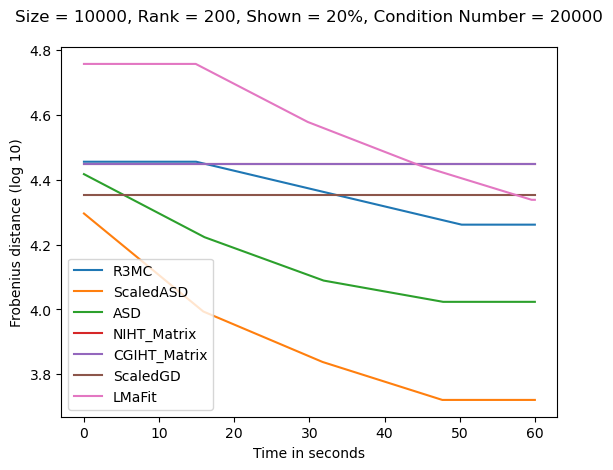 Size = 10000, Rank = 200, Shown = 20%, Condition Number = 20000
4.8
4.6
4.4
4.2
4.0
3.8
Frobenius distance (log 10)
R3MC
ScaledASD
ASD
NIHT_Matrix
CGIHT_Matrix
ScaledGD
LMaFit
0 10 20 30 40 50 60
Time in seconds